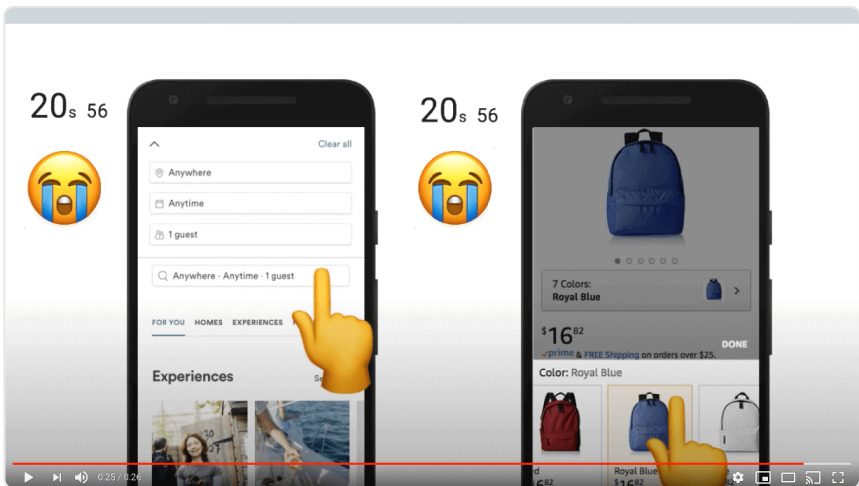 20s 56
Clear all
Anywhere
Anytime
1 guest
Anywhere · Anytime · 1 guest
FOR YOU HOMES EXPERIENCES
Experiences
20s 56
7 Colors:
Royal Blue
$16 82
prime & FREE Shipping on orders over $25.
DONE
Color: Royal Blue
Royal Blue
$16 82
0:25 / 0:26